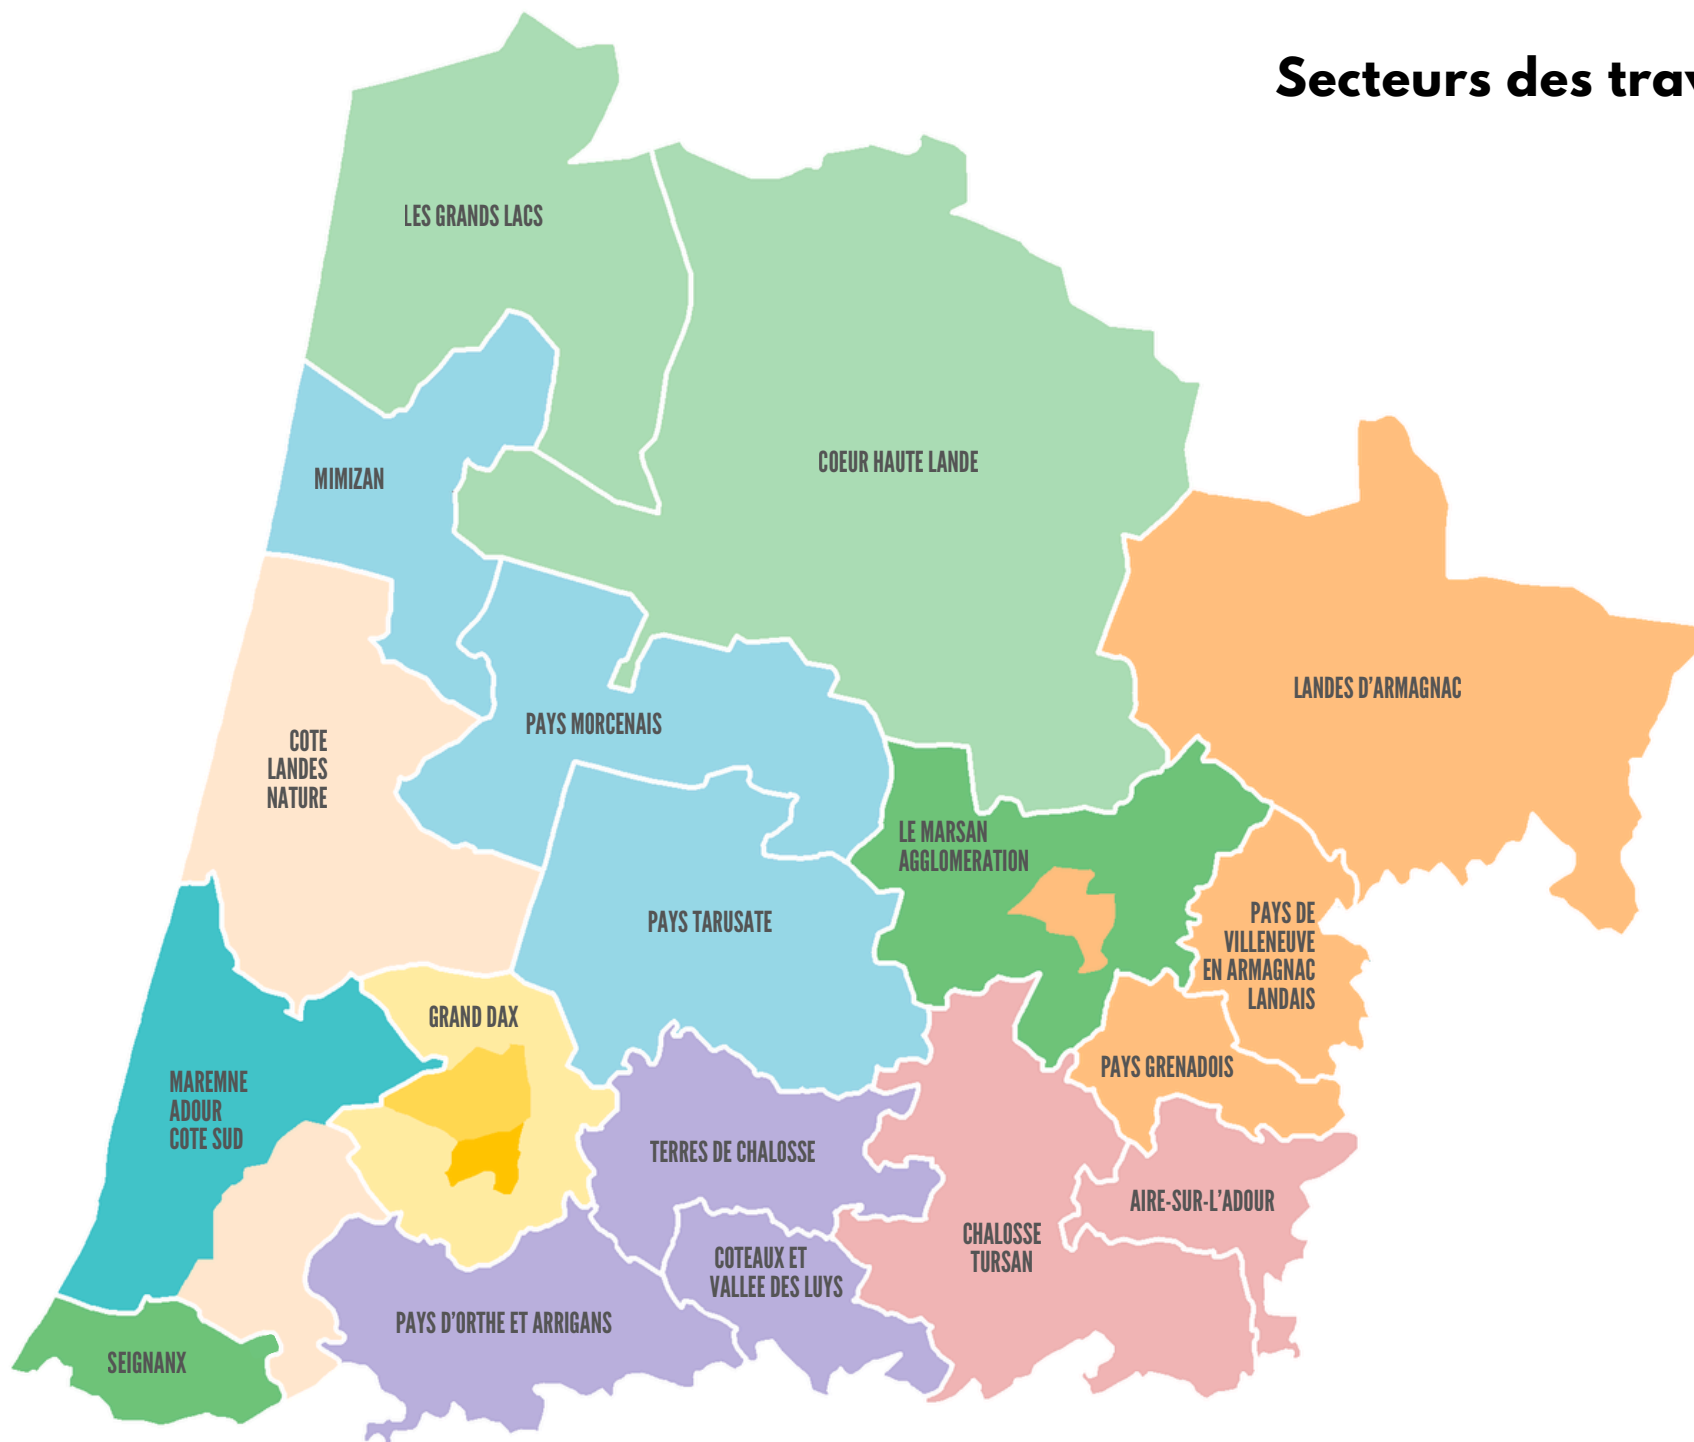 Secteurs des trav
LES GRANDS LACS
MIMIZAN
COEUR HAUTE LANDE
LANDES D'ARMAGNAC
COTE
LANDES
NATURE
PAYS MORCENAIS
LE MARSAN
AGGLOMERATION
PAYS TARUSATE
PAYS DE
VILLENEUVE
EN ARMAGNAC
LANDAIS
GRAND DAX
PAYS GRENADOIS
MAREMNE
ADOUR
COTE SUD
TERRES DE CHALOSSE
AIRE-SUR-L'ADOUR
CHALOSSE
TURSAN
COTEAUX ET
VALLEE DES LUYS
PAYS D'ORTHE ET ARRIGANS
SEIGNANX